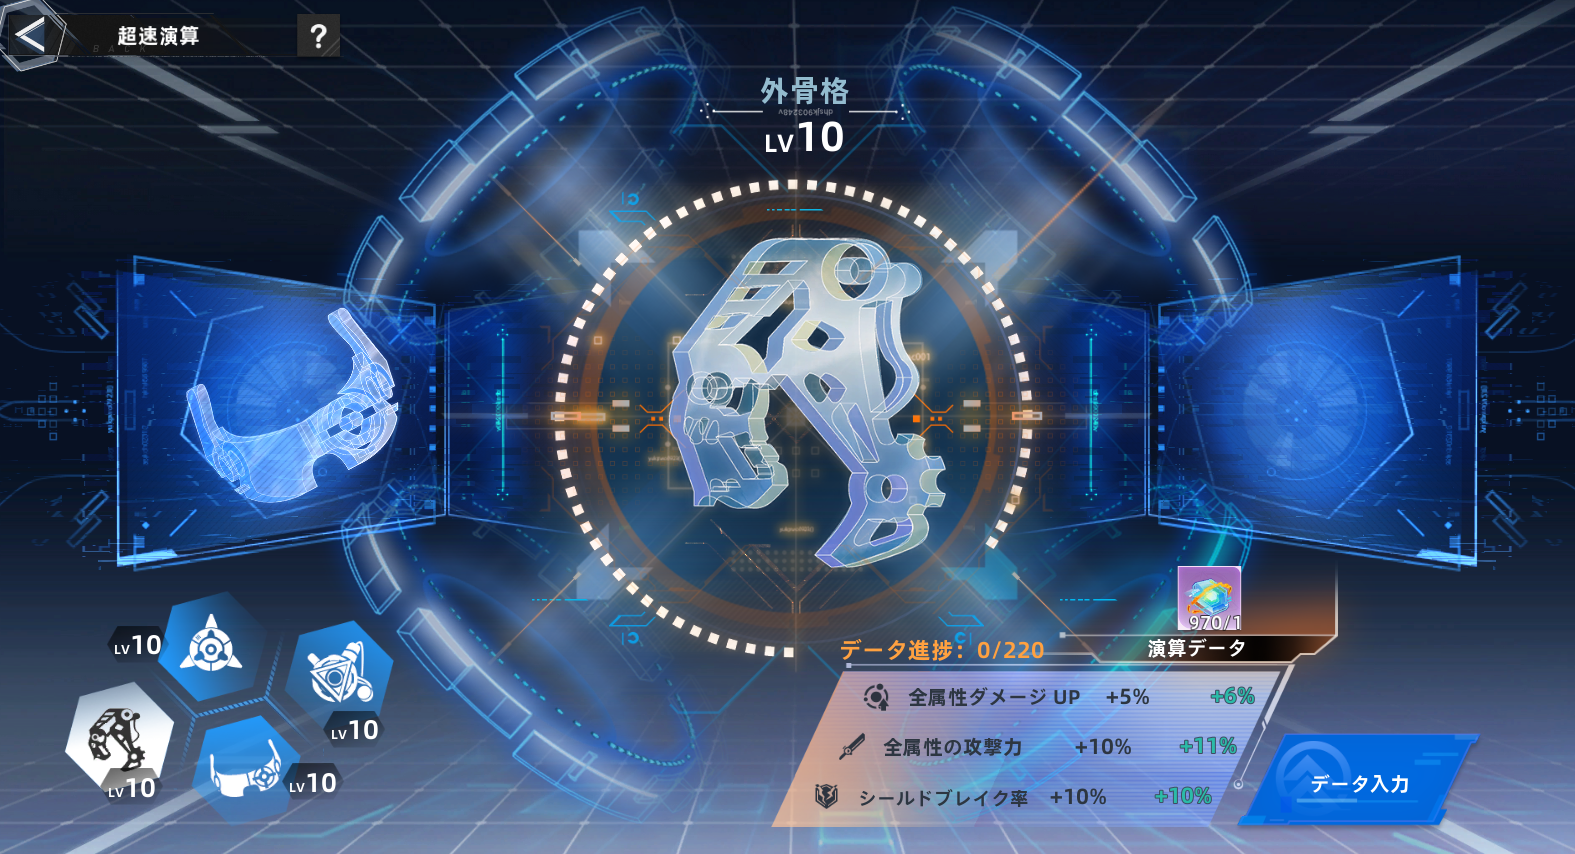 超速演算
?
BACK
外骨格
LV10
LV10
LV10
LV10
LV10
970/1
演算データ
データ進捗：0/220
全属性ダメージ UP +5% +6%
全属性の攻撃力 +10% +11%
シールドブレイク率 +10% +10%
データ入力